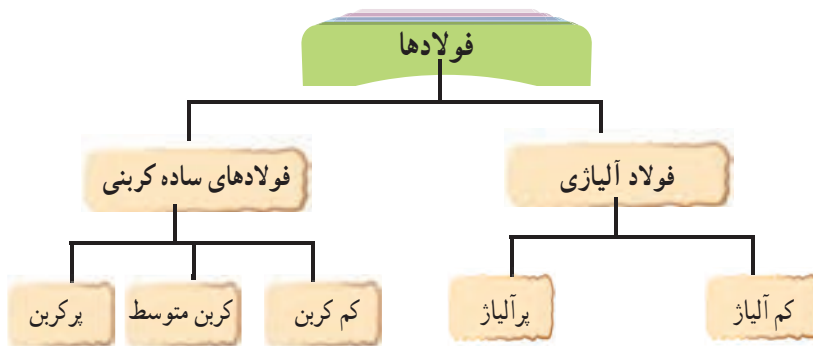 فولادها
فولاد آلیاژی
فولادهای ساده کربنی
کم آلیاژ
پرآلیاژ
کم کربن
کربن متوسط
پرکربن